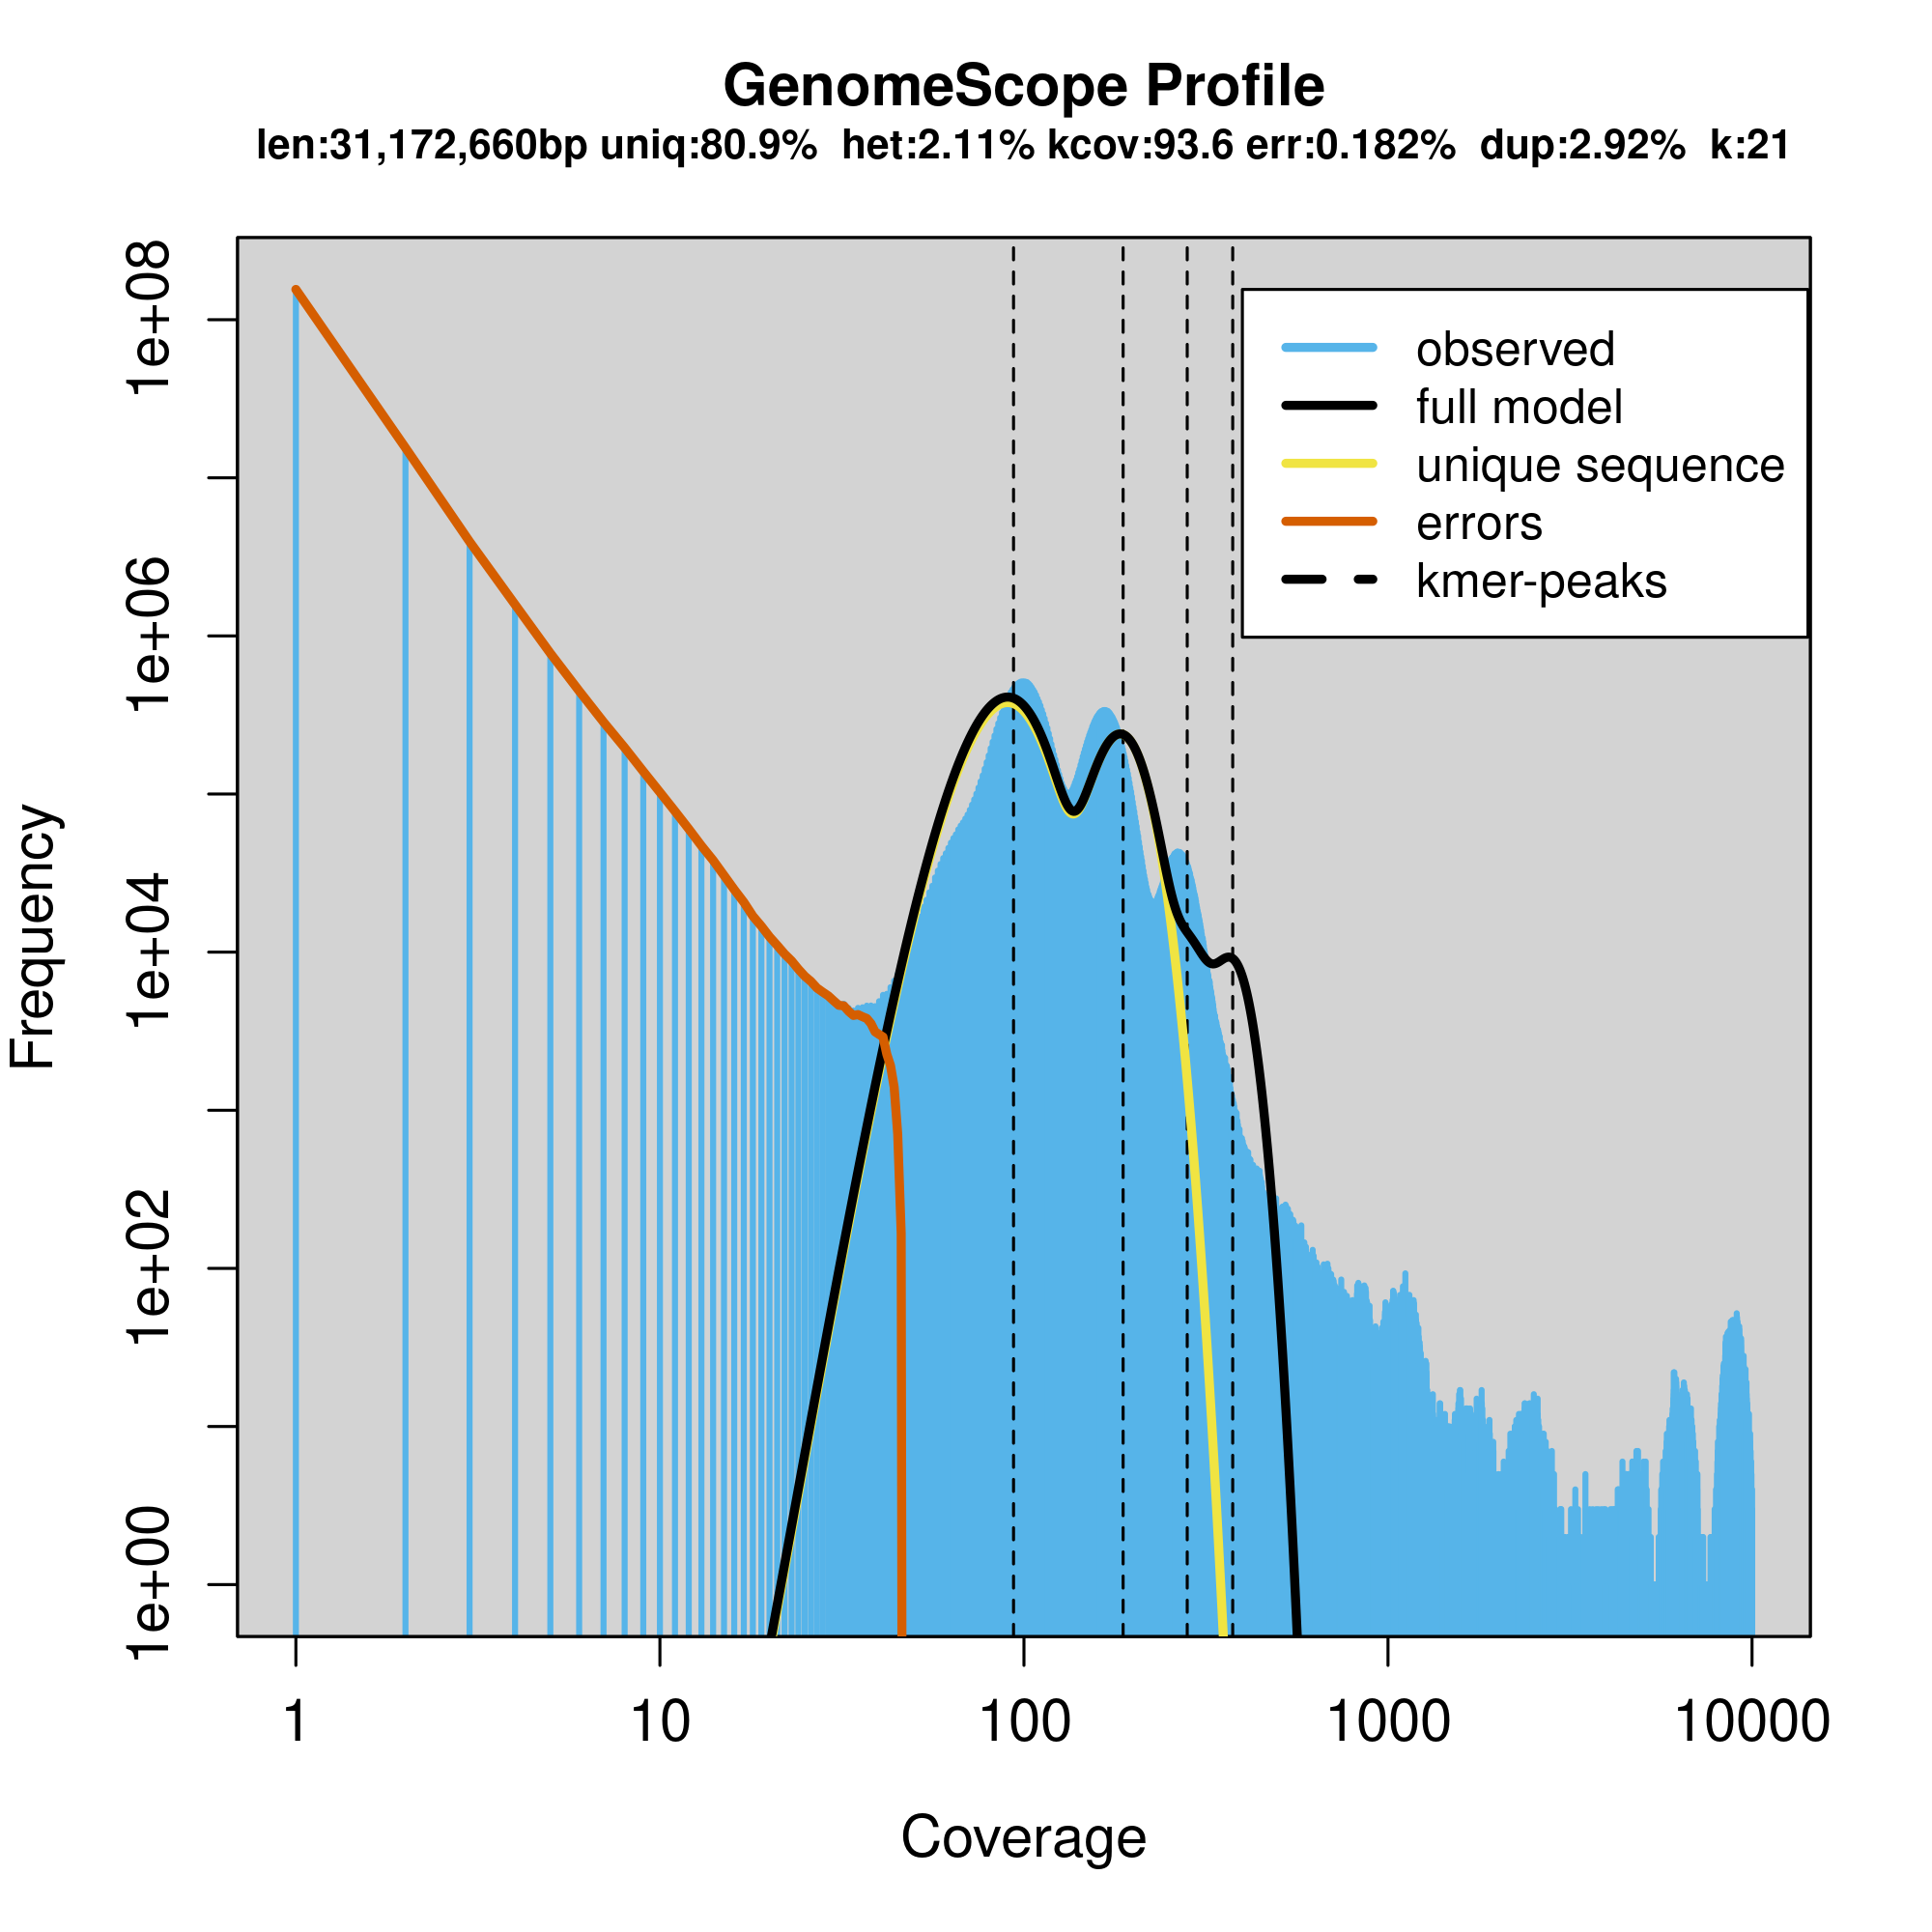 GenomeScope Profile
len:31,172,660bp uniq:80.9% het:2.11% kcov:93.6 err:0.182% dup:2.92% k:21
1e+08
1e+06
1e+04
1e+02
1e+00
Frequency
observed
full model
unique sequence
errors
kmer-peaks
1 10 100 1000 10000
Coverage